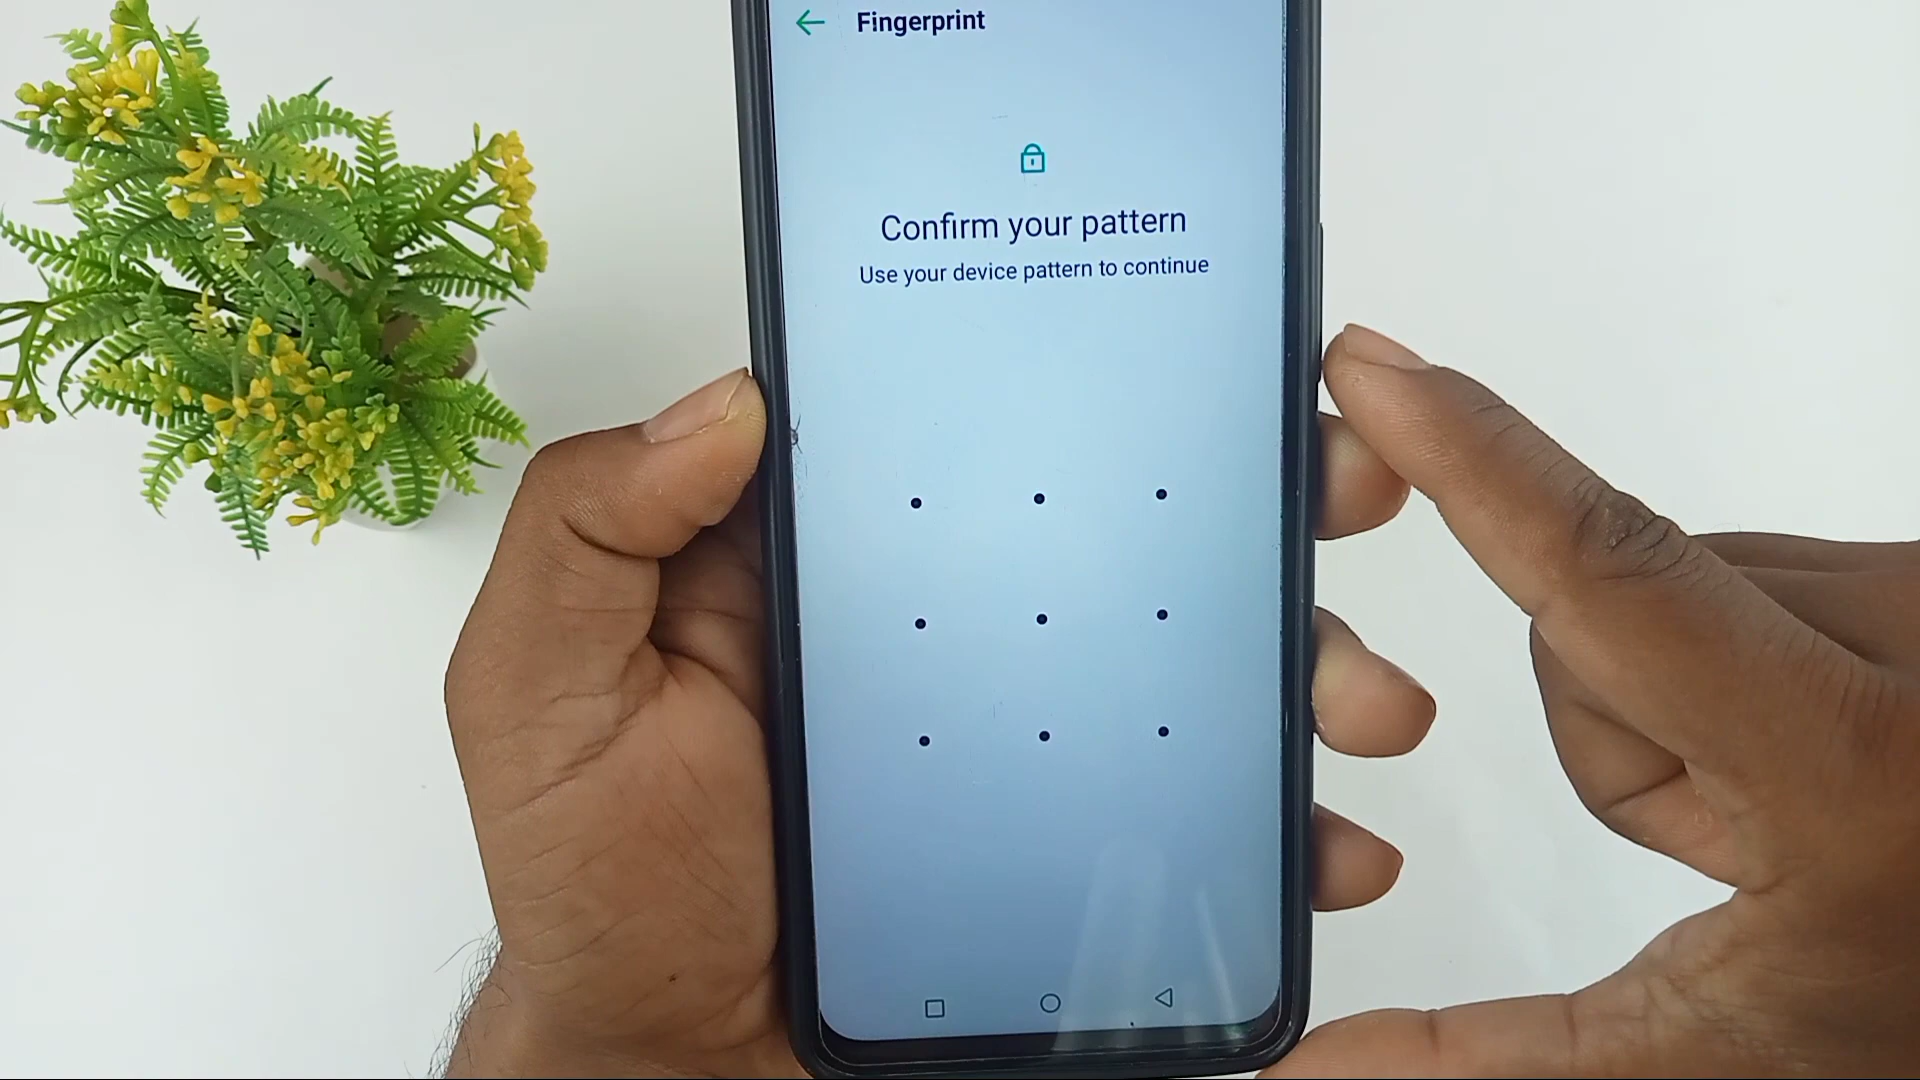 Fingerprint
Confirm your pattern
Use your device pattern to continue